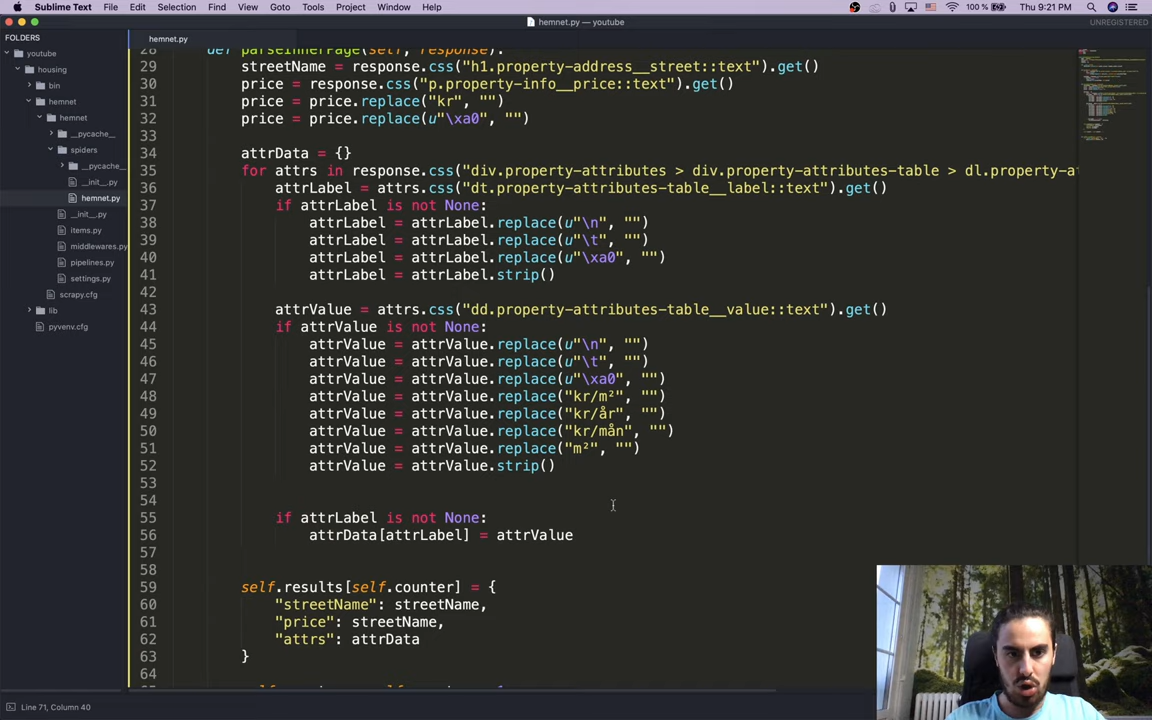 Sublime Text File Edit Selection Find View Goto Tools Project Window Help 100 % Thu 9:21 PM
hemnet.py — youtube
UNREGISTERED
FOLDERS
youtube
housing
bin
hemnet
hemnet
__pycache__
spiders
__pycache__
__init__.py
hemnet.py
__init__.py
items.py
middlewares.py
pipelines.py
settings.py
scrapy.cfg
lib
pyvenv.cfg
hemnet.py
28 def parseInnerPage(self, response):
29 streetName = response.css("h1.property-address__street::text").get()
30 price = response.css("p.property-info__price::text").get()
31 price = price.replace("kr", "")
32 price = price.replace(u"\xa0", "")
33
34 attrData = {}
35 for attrs in response.css("div.property-attributes > div.property-attributes-table > dl.property-at
36 attrLabel = attrs.css("dt.property-attributes-table__label::text").get()
37 if attrLabel is not None:
38 attrLabel = attrLabel.replace(u"\n", "")
39 attrLabel = attrLabel.replace(u"\t", "")
40 attrLabel = attrLabel.replace(u"\xa0", "")
41 attrLabel = attrLabel.strip()
42
43 attrValue = attrs.css("dd.property-attributes-table__value::text").get()
44 if attrValue is not None:
45 attrValue = attrValue.replace(u"\n", "")
46 attrValue = attrValue.replace(u"\t", "")
47 attrValue = attrValue.replace(u"\xa0", "")
48 attrValue = attrValue.replace("kr/m²", "")
49 attrValue = attrValue.replace("kr/år", "")
50 attrValue = attrValue.replace("kr/mån", "")
51 attrValue = attrValue.replace("m²", "")
52 attrValue = attrValue.strip()
53
54
55 if attrLabel is not None:
56 attrData[attrLabel] = attrValue
57
58
59 self.results[self.counter] = {
60 "streetName": streetName,
61 "price": streetName,
62 "attrs": attrData
63 }
64
Line 71, Column 40